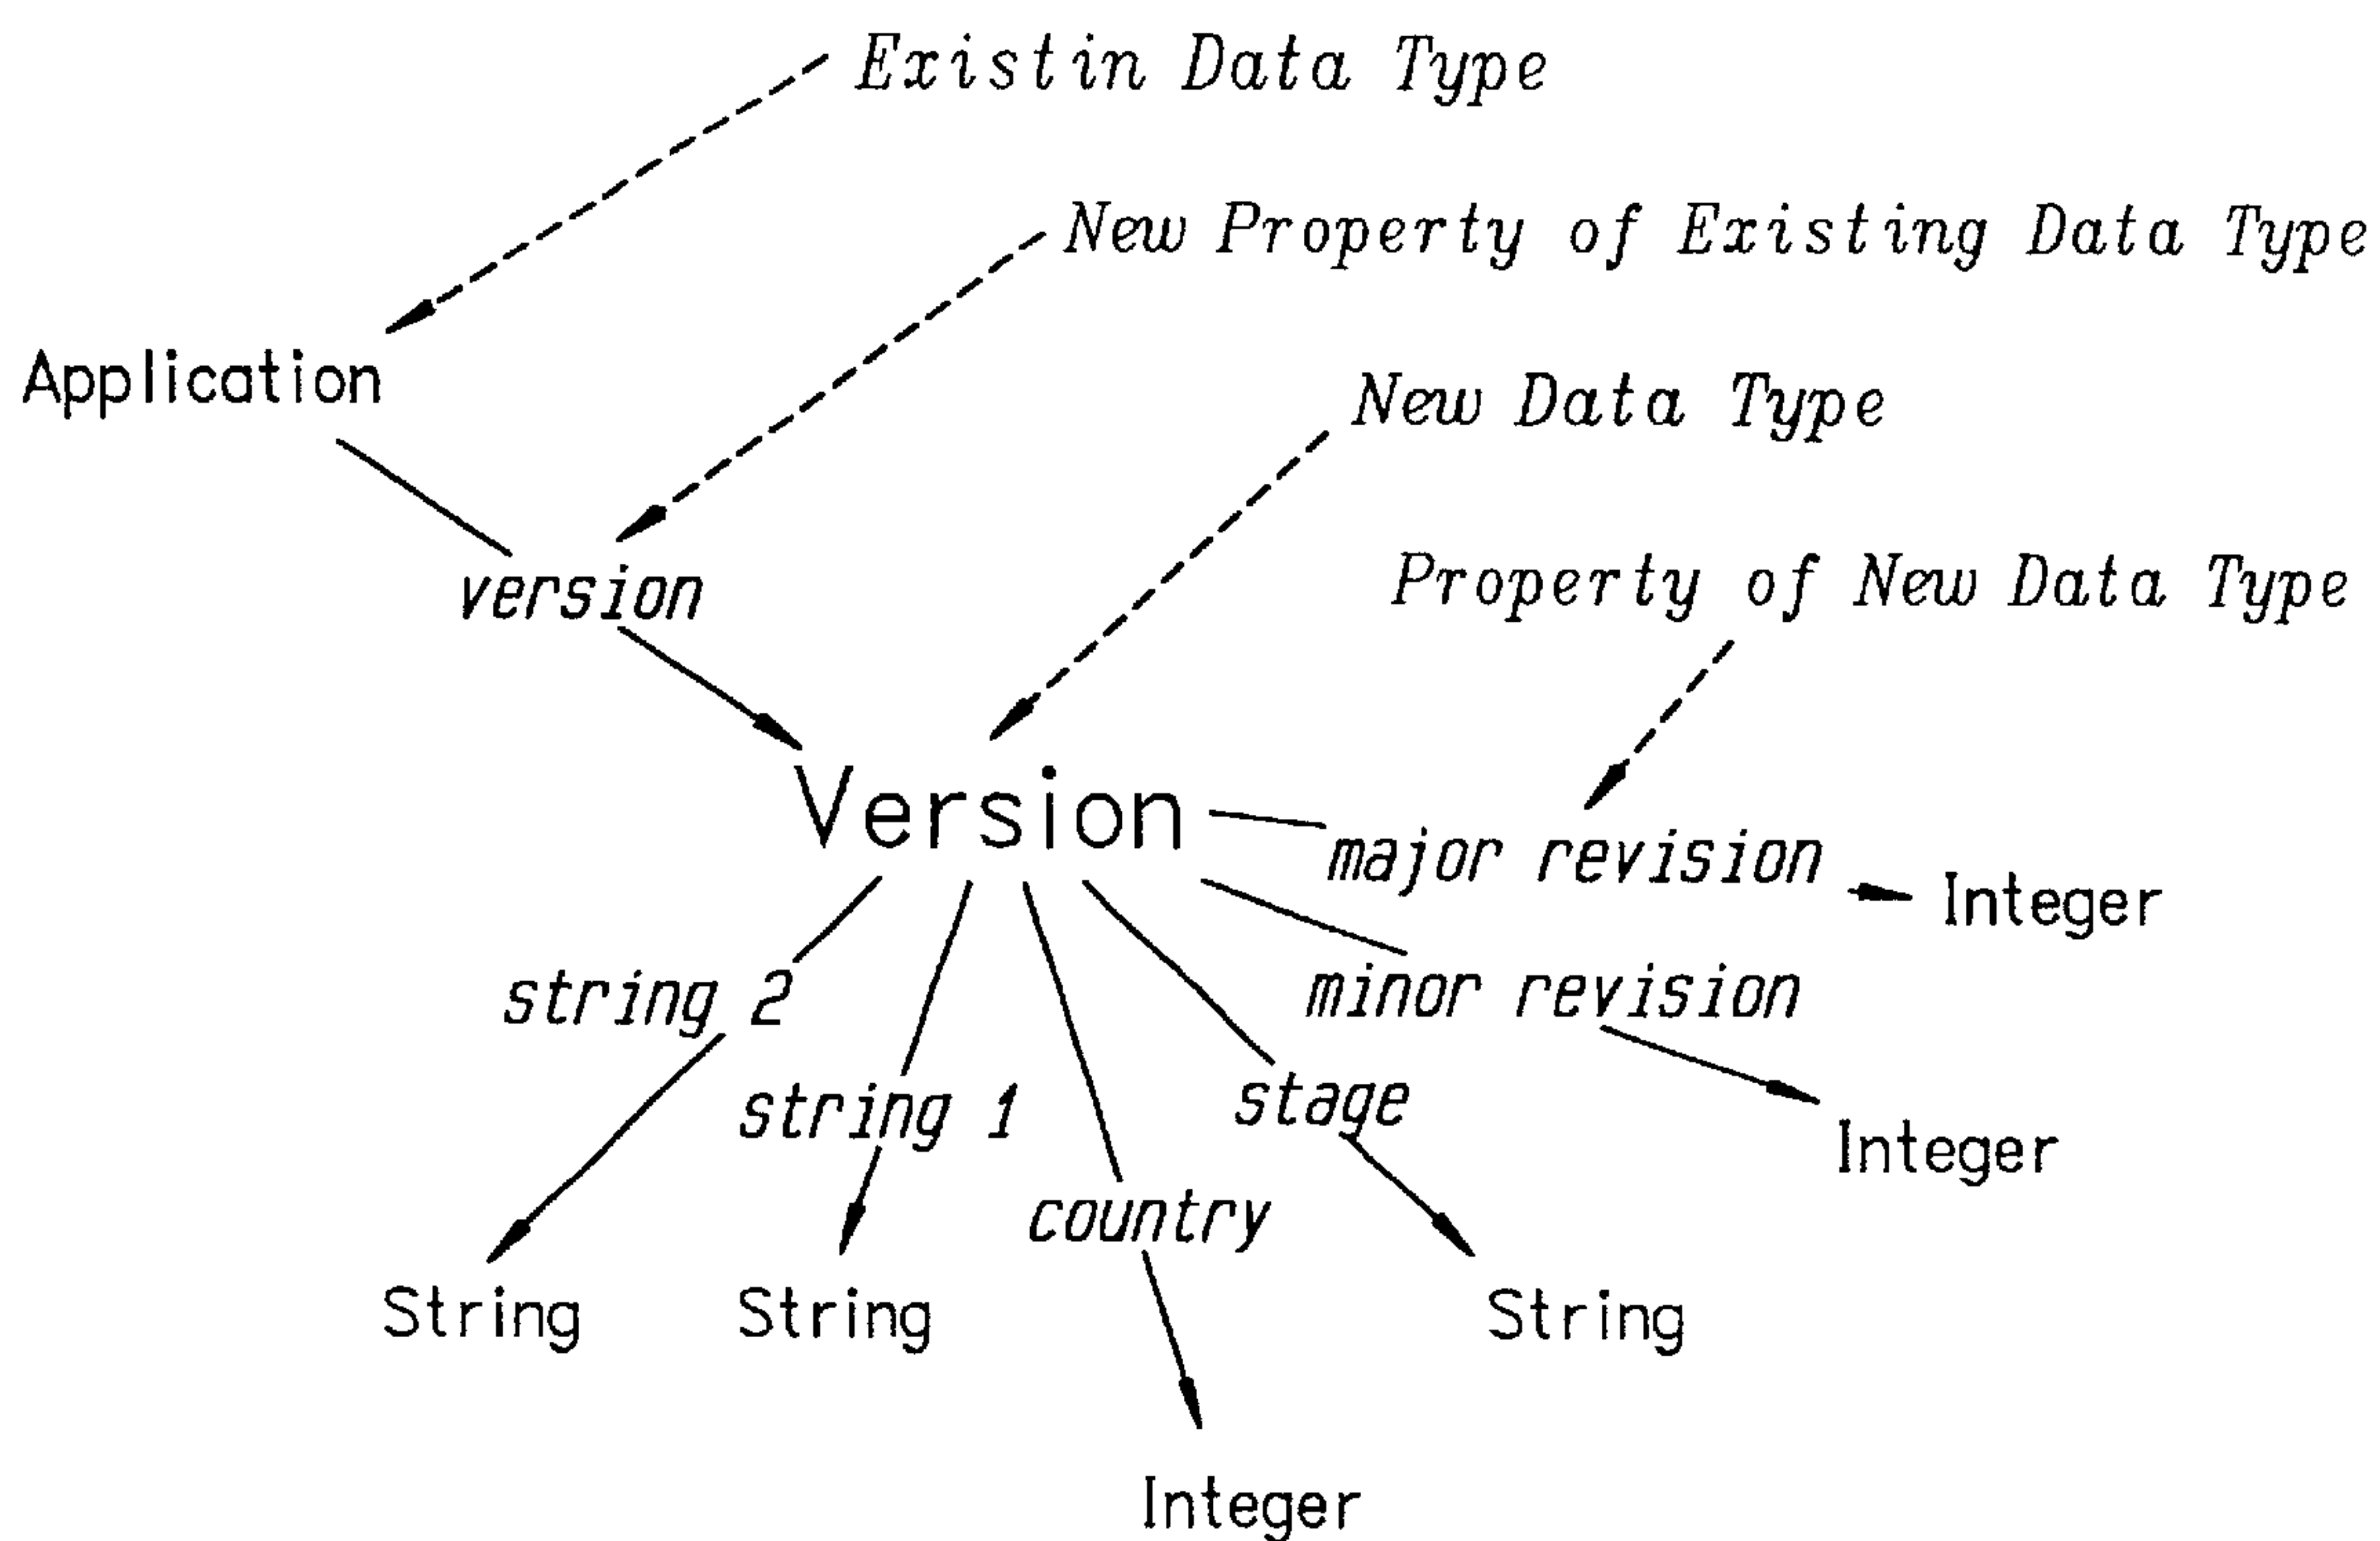 Existin Data Type
New Property of Existing Data Type
Application
New Data Type
Property of New Data Type
version
Version
major revision
Integer
string 2
minor revision
string 1
stage
Integer
country
String
String
String
Integer